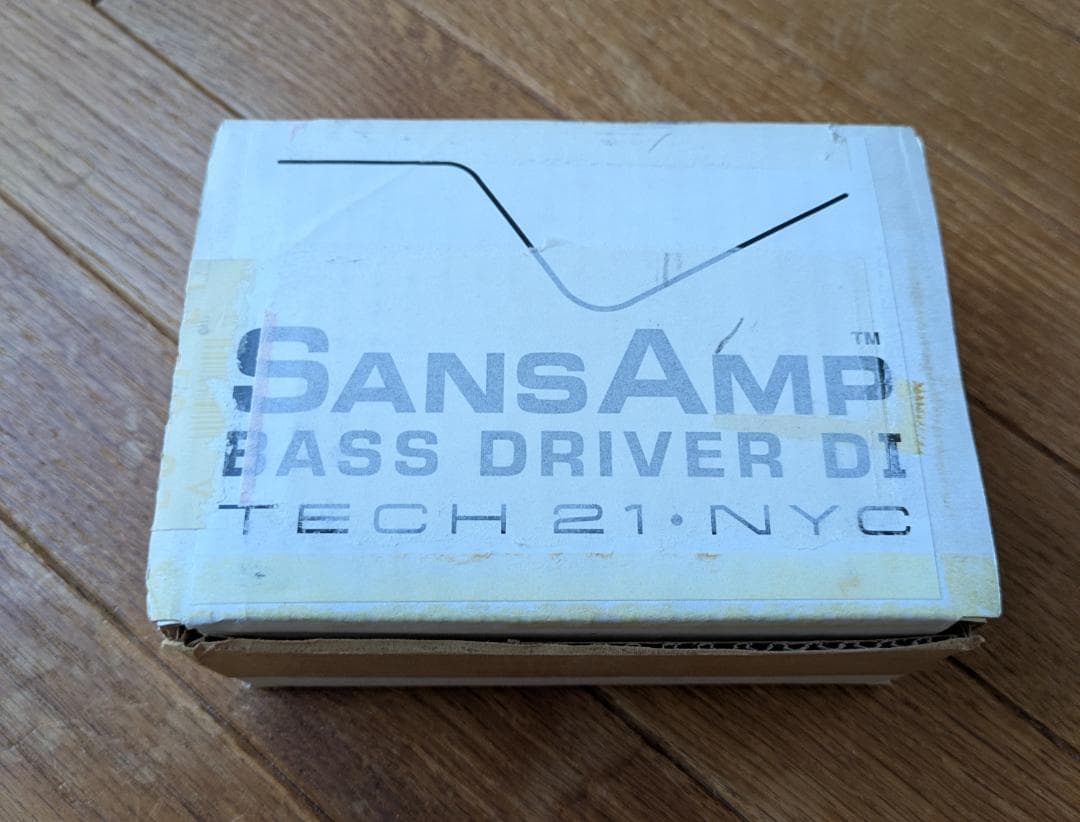 SANSAMP™
BASS DRIVER DI
TECH 21•NYC